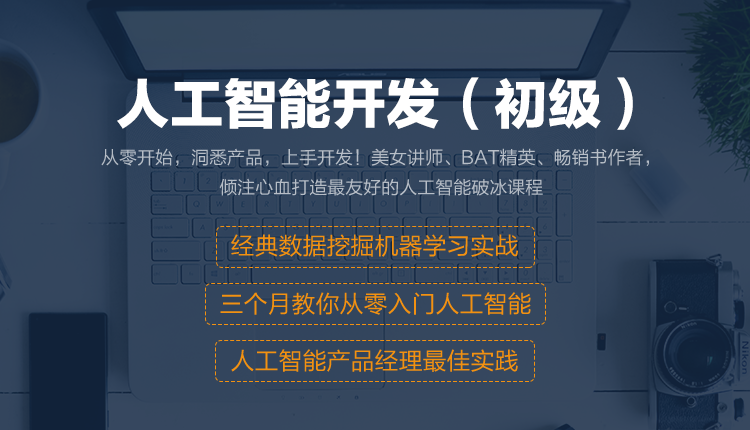 人工智能开发（初级）
从零开始，洞悉产品，上手开发！美女讲师、BAT精英、畅销书作者，
倾注心血打造最友好的人工智能破冰课程
经典数据挖掘机器学习实战
三个月教你从零入门人工智能
人工智能产品经理最佳实践
Nikon